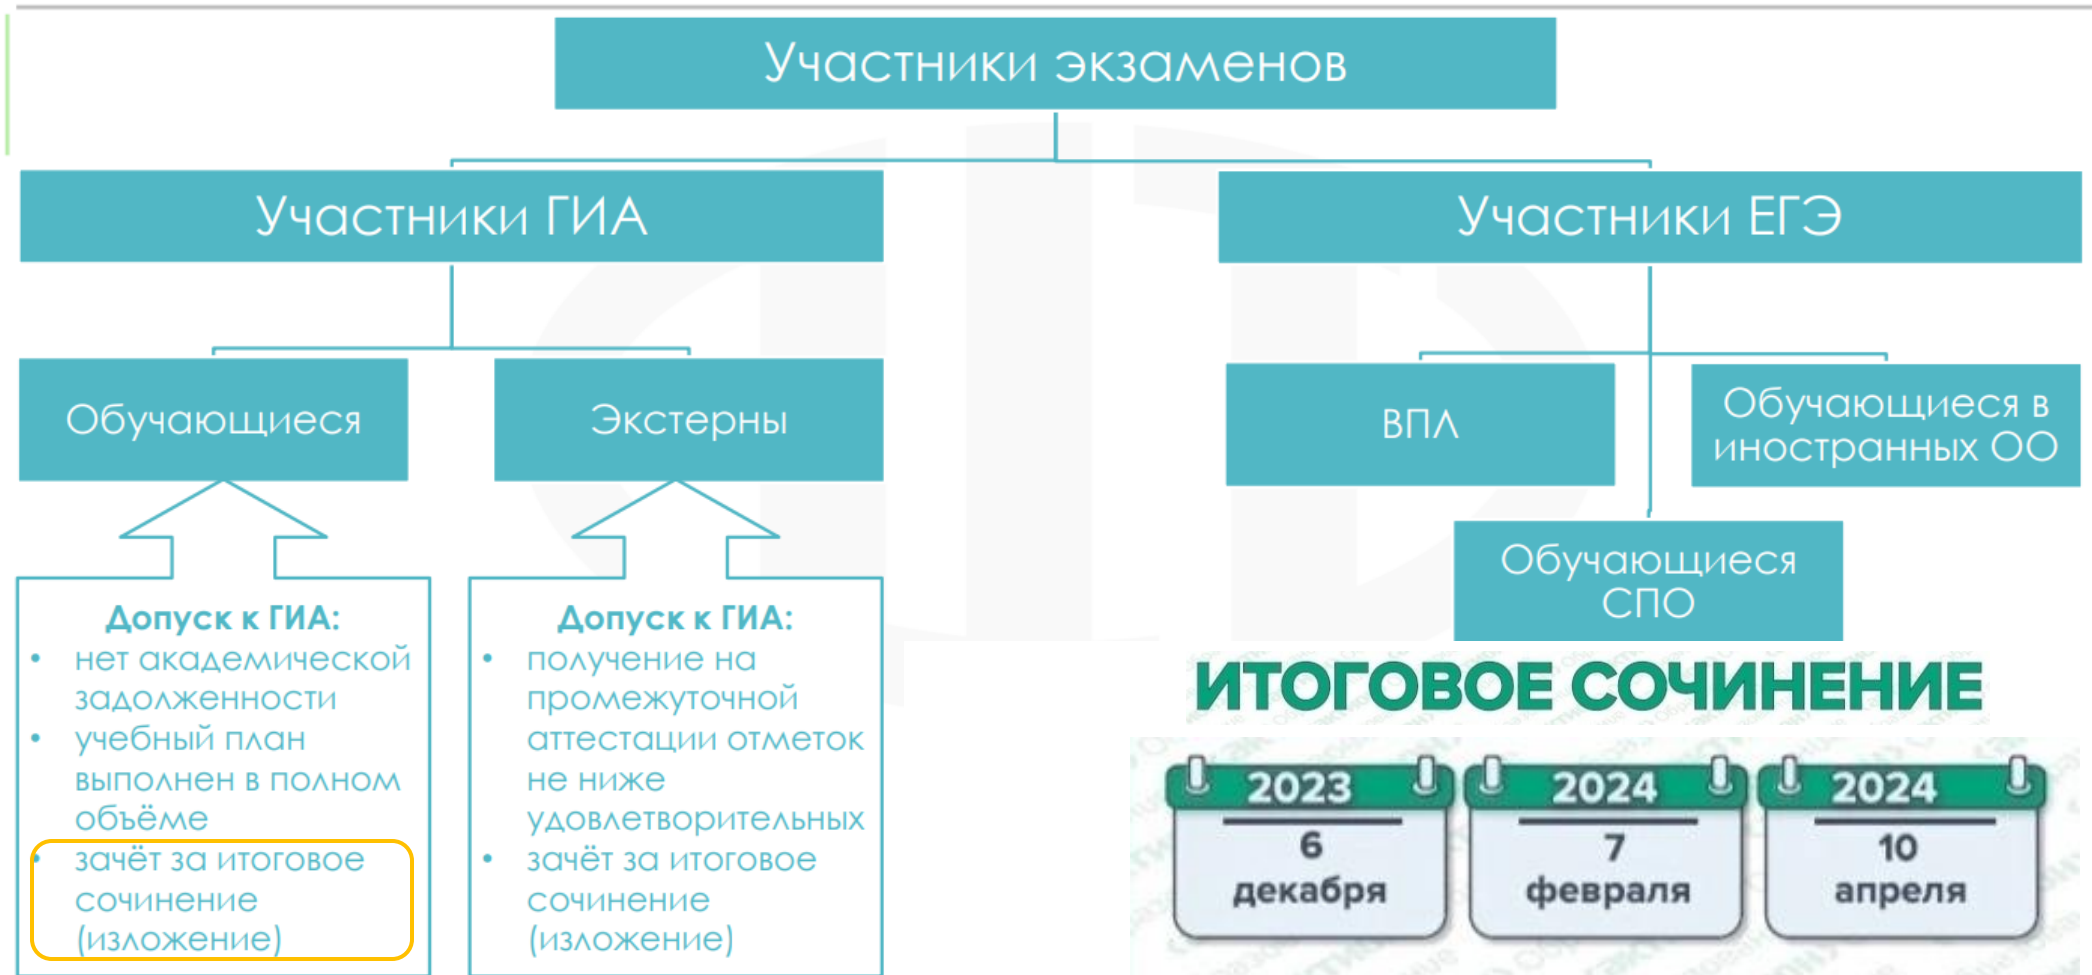 Участники экзаменов
Участники ГИА
Участники ЕГЭ
Обучающиеся
Экстерны
ВПЛ
Обучающиеся в
иностранных ОО
Обучающиеся
СПО
Допуск к ГИА:
• нет академической
задолженности
• учебный план
выполнен в полном
объёме
• зачёт за итоговое
сочинение
(изложение)
Допуск к ГИА:
• получение на
промежуточной
аттестации отметок
не ниже
удовлетворительных
• зачёт за итоговое
сочинение
(изложение)
ИТОГОВОЕ СОЧИНЕНИЕ
2023
6
декабря
2024
7
февраля
2024
10
апреля